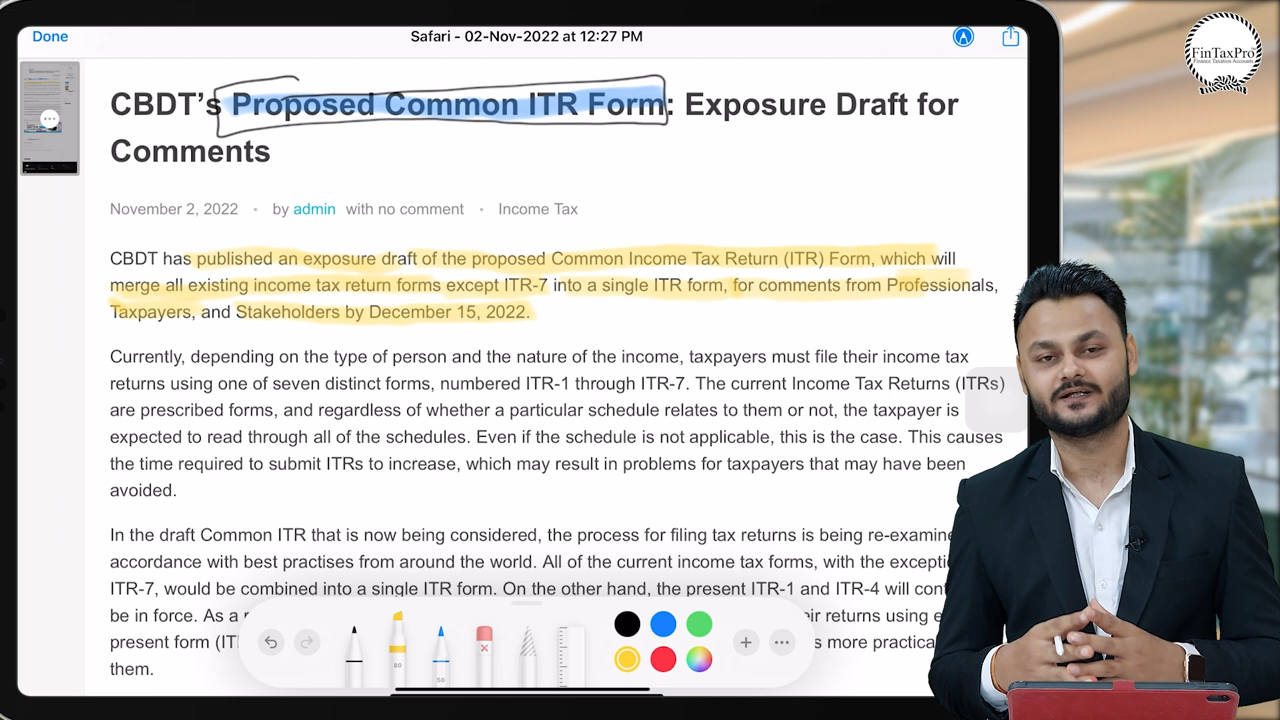 Done
Safari - 02-Nov-2022 at 12:27 PM
FinTaxPro
Finance Taxation Accounts
CBDT’s Proposed Common ITR Form: Exposure Draft for
Comments
November 2, 2022 • by admin with no comment • Income Tax
CBDT has published an exposure draft of the proposed Common Income Tax Return (ITR) Form, which will
merge all existing income tax return forms except ITR-7 into a single ITR form, for comments from Professionals,
Taxpayers, and Stakeholders by December 15, 2022.
Currently, depending on the type of person and the nature of the income, taxpayers must file their income tax
returns using one of seven distinct forms, numbered ITR-1 through ITR-7. The current Income Tax Returns (ITRs)
are prescribed forms, and regardless of whether a particular schedule relates to them or not, the taxpayer is
expected to read through all of the schedules. Even if the schedule is not applicable, this is the case. This causes
the time required to submit ITRs to increase, which may result in problems for taxpayers that may have been
avoided.
In the draft Common ITR that is now being considered, the process for filing tax returns is being re-examine
accordance with best practises from around the world. All of the current income tax forms, with the excepti
ITR-7, would be combined into a single ITR form. On the other hand, the present ITR-1 and ITR-4 will con
be in force. As a r eir returns using e
present form (IT s more practica
them.
80
50